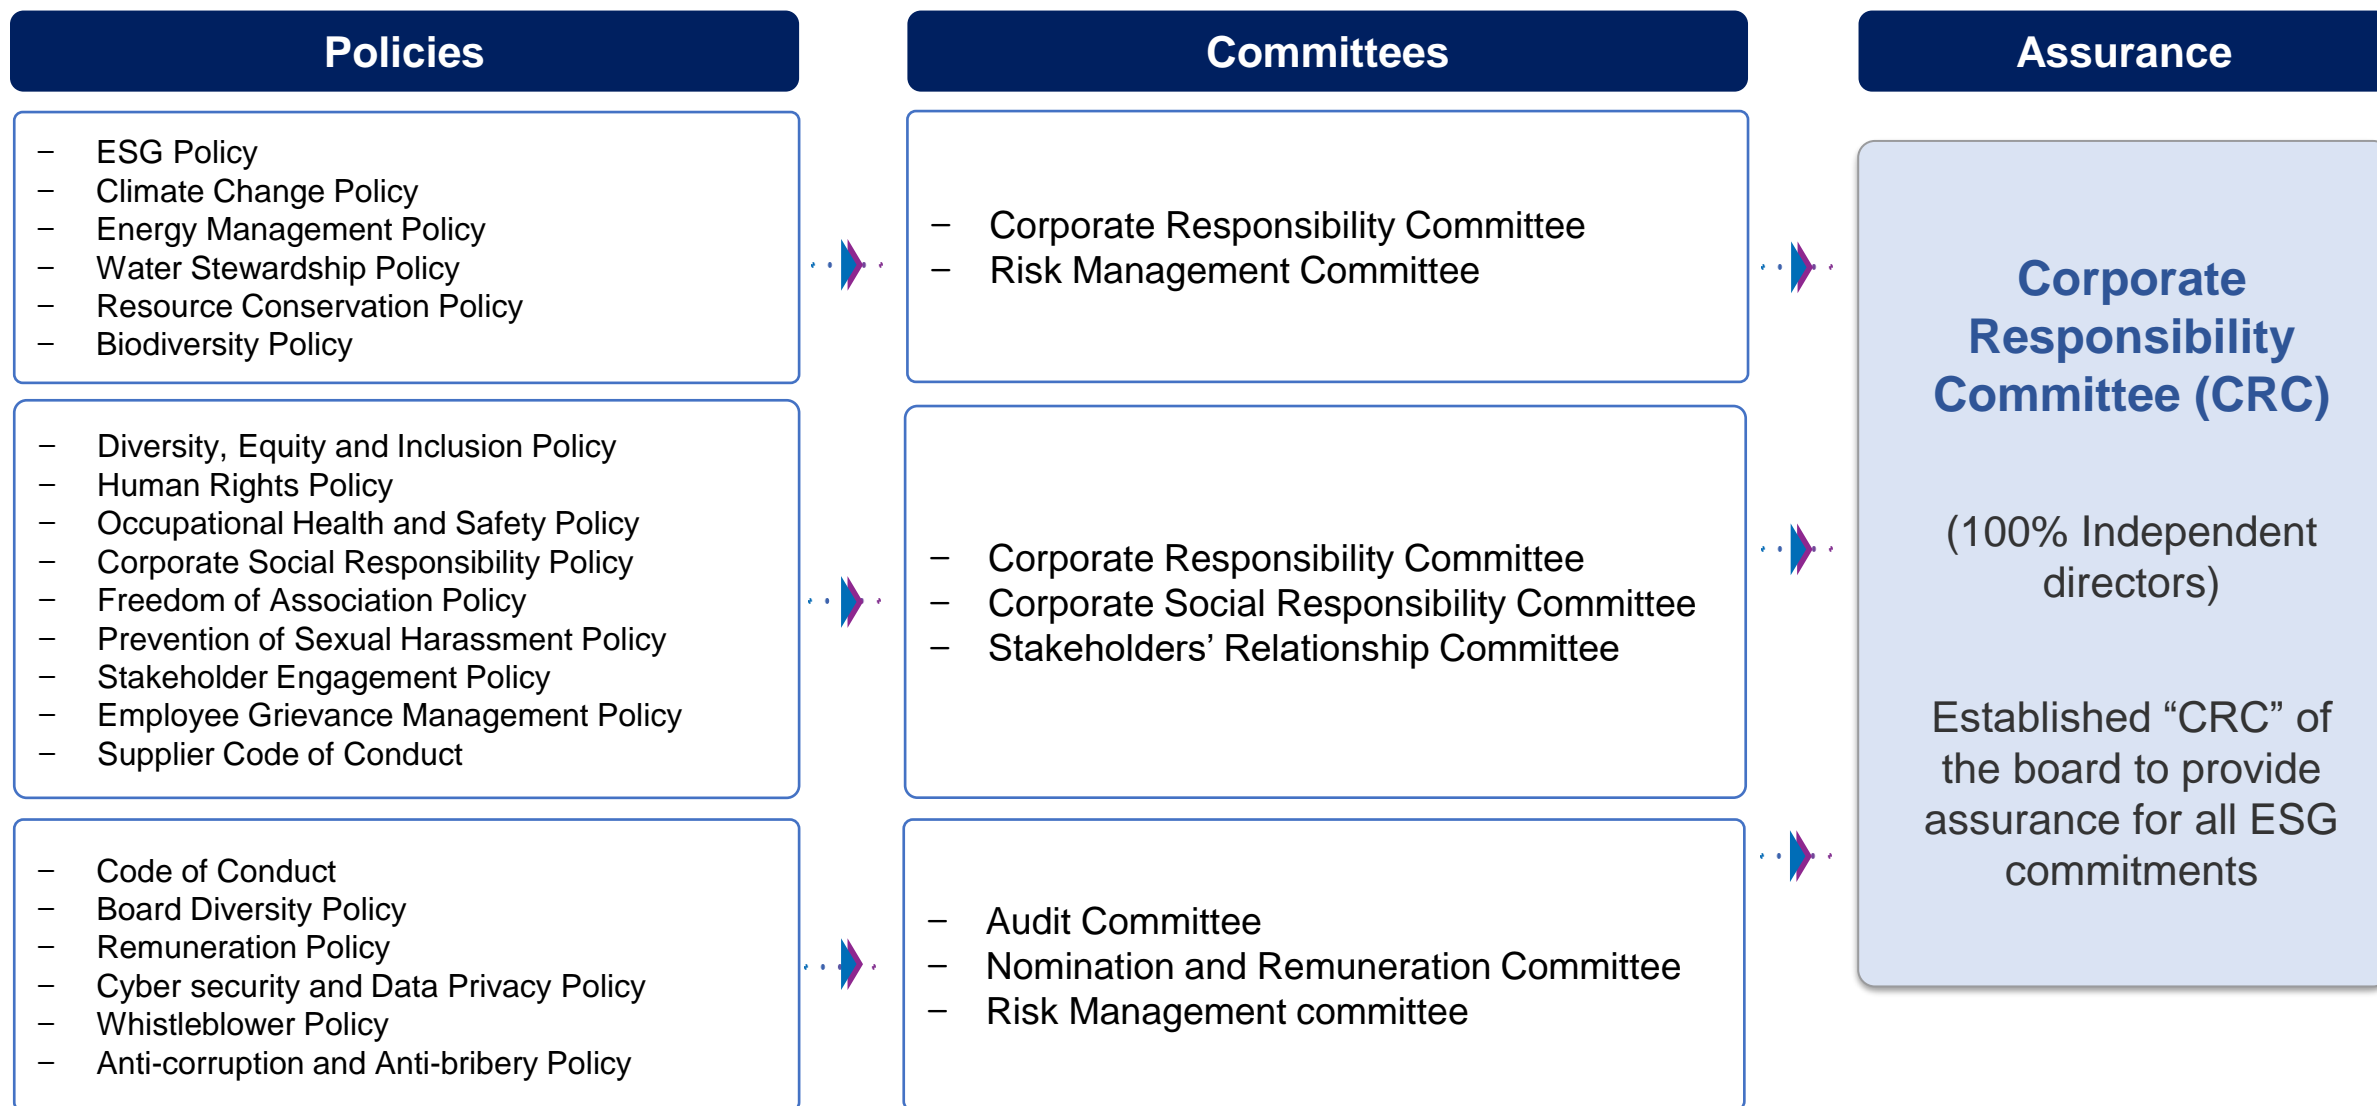 Policies
Committees
Assurance
– ESG Policy
– Climate Change Policy
– Energy Management Policy
– Water Stewardship Policy
– Resource Conservation Policy
– Biodiversity Policy
– Corporate Responsibility Committee
– Risk Management Committee
– Diversity, Equity and Inclusion Policy
– Human Rights Policy
– Occupational Health and Safety Policy
– Corporate Social Responsibility Policy
– Freedom of Association Policy
– Prevention of Sexual Harassment Policy
– Stakeholder Engagement Policy
– Employee Grievance Management Policy
– Supplier Code of Conduct
– Corporate Responsibility Committee
– Corporate Social Responsibility Committee
– Stakeholders’ Relationship Committee
– Code of Conduct
– Board Diversity Policy
– Remuneration Policy
– Cyber security and Data Privacy Policy
– Whistleblower Policy
– Anti-corruption and Anti-bribery Policy
– Audit Committee
– Nomination and Remuneration Committee
– Risk Management committee
Corporate
Responsibility
Committee (CRC)
(100% Independent
directors)
Established “CRC” of
the board to provide
assurance for all ESG
commitments